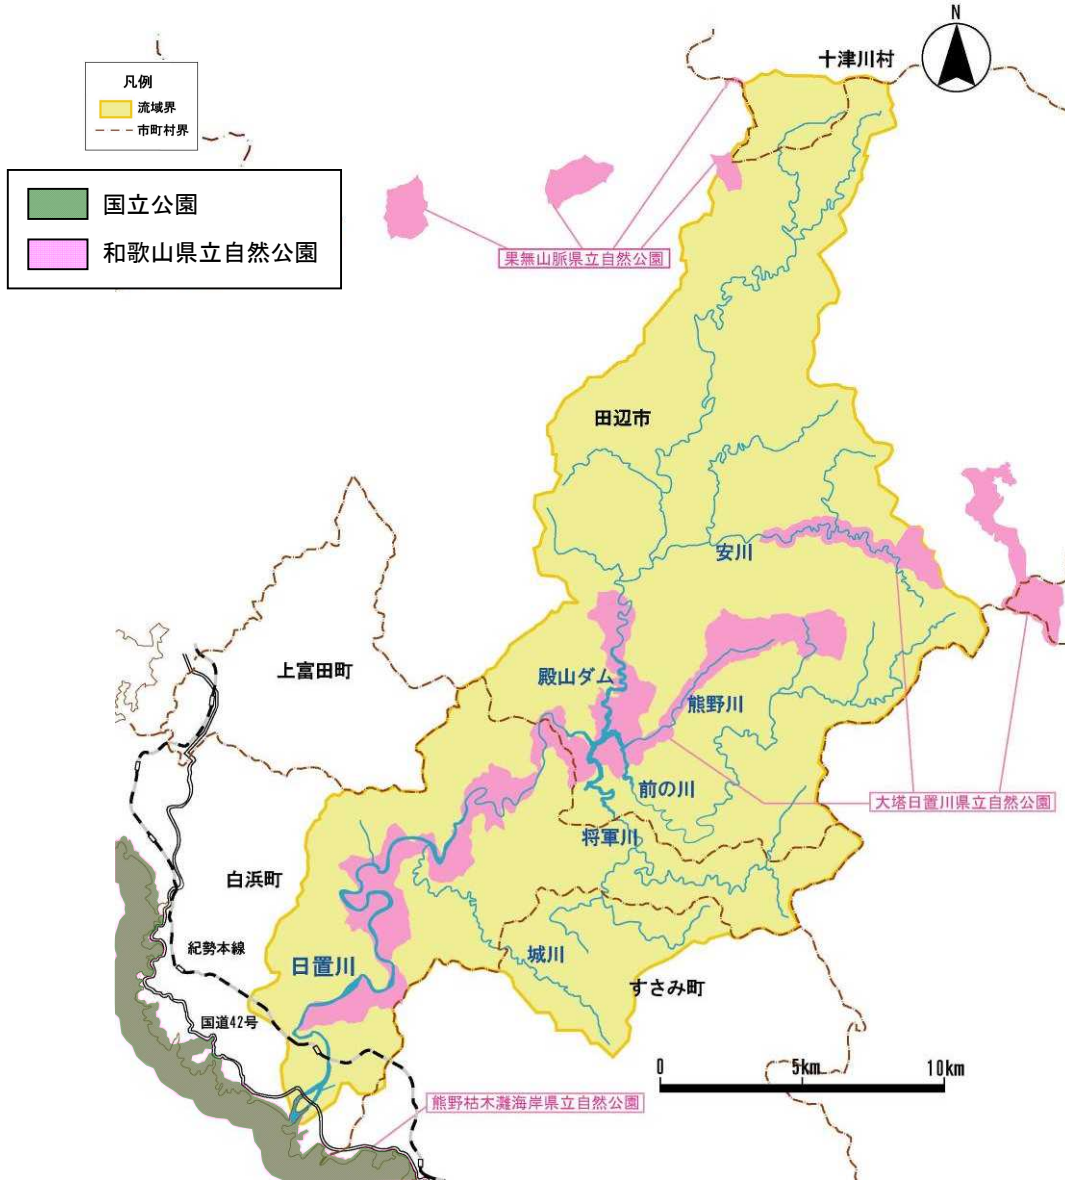 N
十津川村
凡例
流域界
市町村界
国立公園
和歌山県立自然公園
果無山脈県立自然公園
田辺市
安川
上富田町
殿山ダム
熊野川
前の川
大塔日置川県立自然公園
将軍川
白浜町
紀勢本線
城川
日置川
すさみ町
国道42号
0 5km 10km
熊野枯木灘海岸県立自然公園